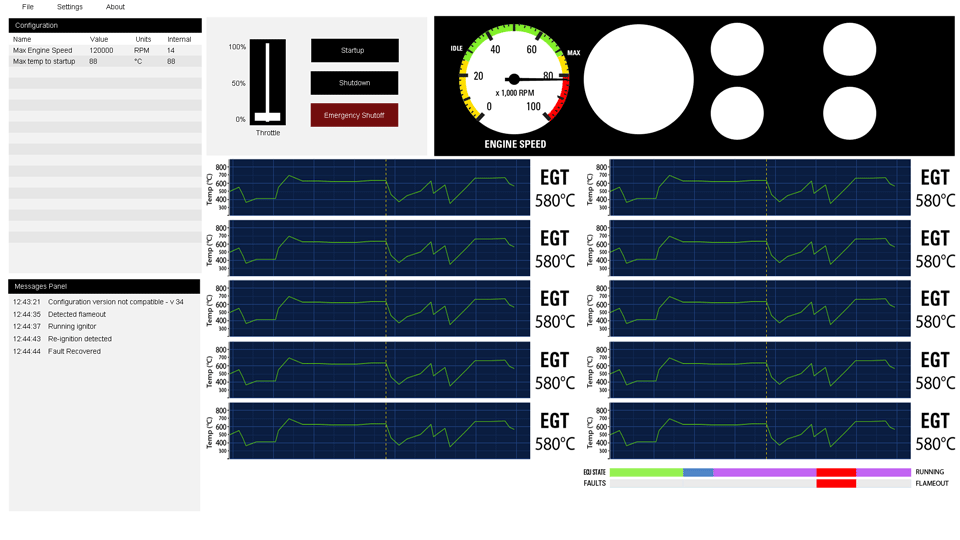 File Settings About
Configuration
Name Value Units Internal
Max Engine Speed 120000 RPM 14
Max temp to startup 88 °C 88
Messages Panel
12:43:21 Configuration version not compatible - v 34
12:44:35 Detected flameout
12:44:37 Running ignitor
12:44:43 Re-ignition detected
12:44:44 Fault Recovered
100%
50%
0%
Throttle
Startup
Shutdown
Emergency Shutoff
IDLE 40 60 MAX
20 80
x 1,000 RPM
0 100
ENGINE SPEED
Temp (°C) 800 700 600 500 400 300
EGT
580°C
Temp (°C) 800 700 600 500 400 300
EGT
580°C
Temp (°C) 800 700 600 500 400 300
EGT
580°C
Temp (°C) 800 700 600 500 400 300
EGT
580°C
Temp (°C) 800 700 600 500 400 300
EGT
580°C
Temp (°C) 800 700 600 500 400 300
EGT
580°C
Temp (°C) 800 700 600 500 400 300
EGT
580°C
Temp (°C) 800 700 600 500 400 300
EGT
580°C
Temp (°C) 800 700 600 500 400 300
EGT
580°C
Temp (°C) 800 700 600 500 400 300
EGT
580°C
ECU STATE RUNNING
FAULTS FLAMEOUT